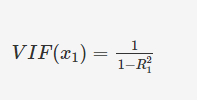 VIF(x₁) = 1/(1−R₁²)